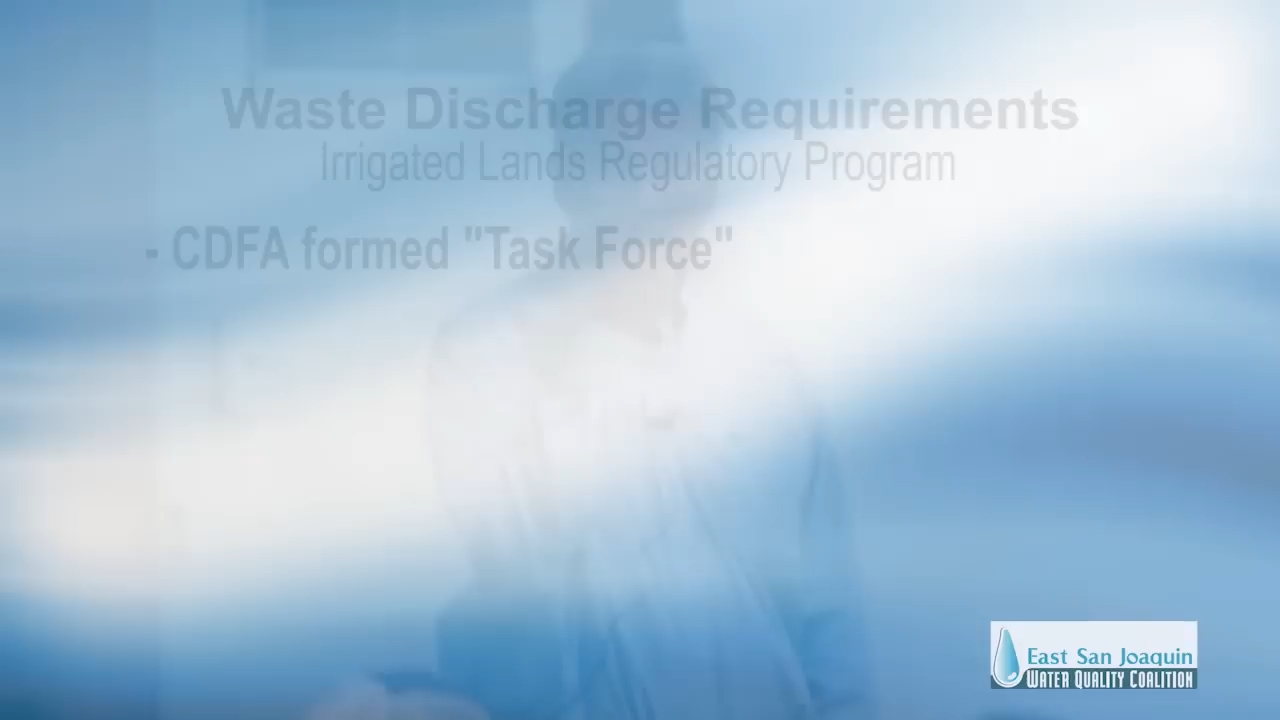 Waste Discharge Requirements
Irrigated Lands Regulatory Program
- CDFA formed "Task Force"
East San Joaquin
WATER QUALITY COALITION